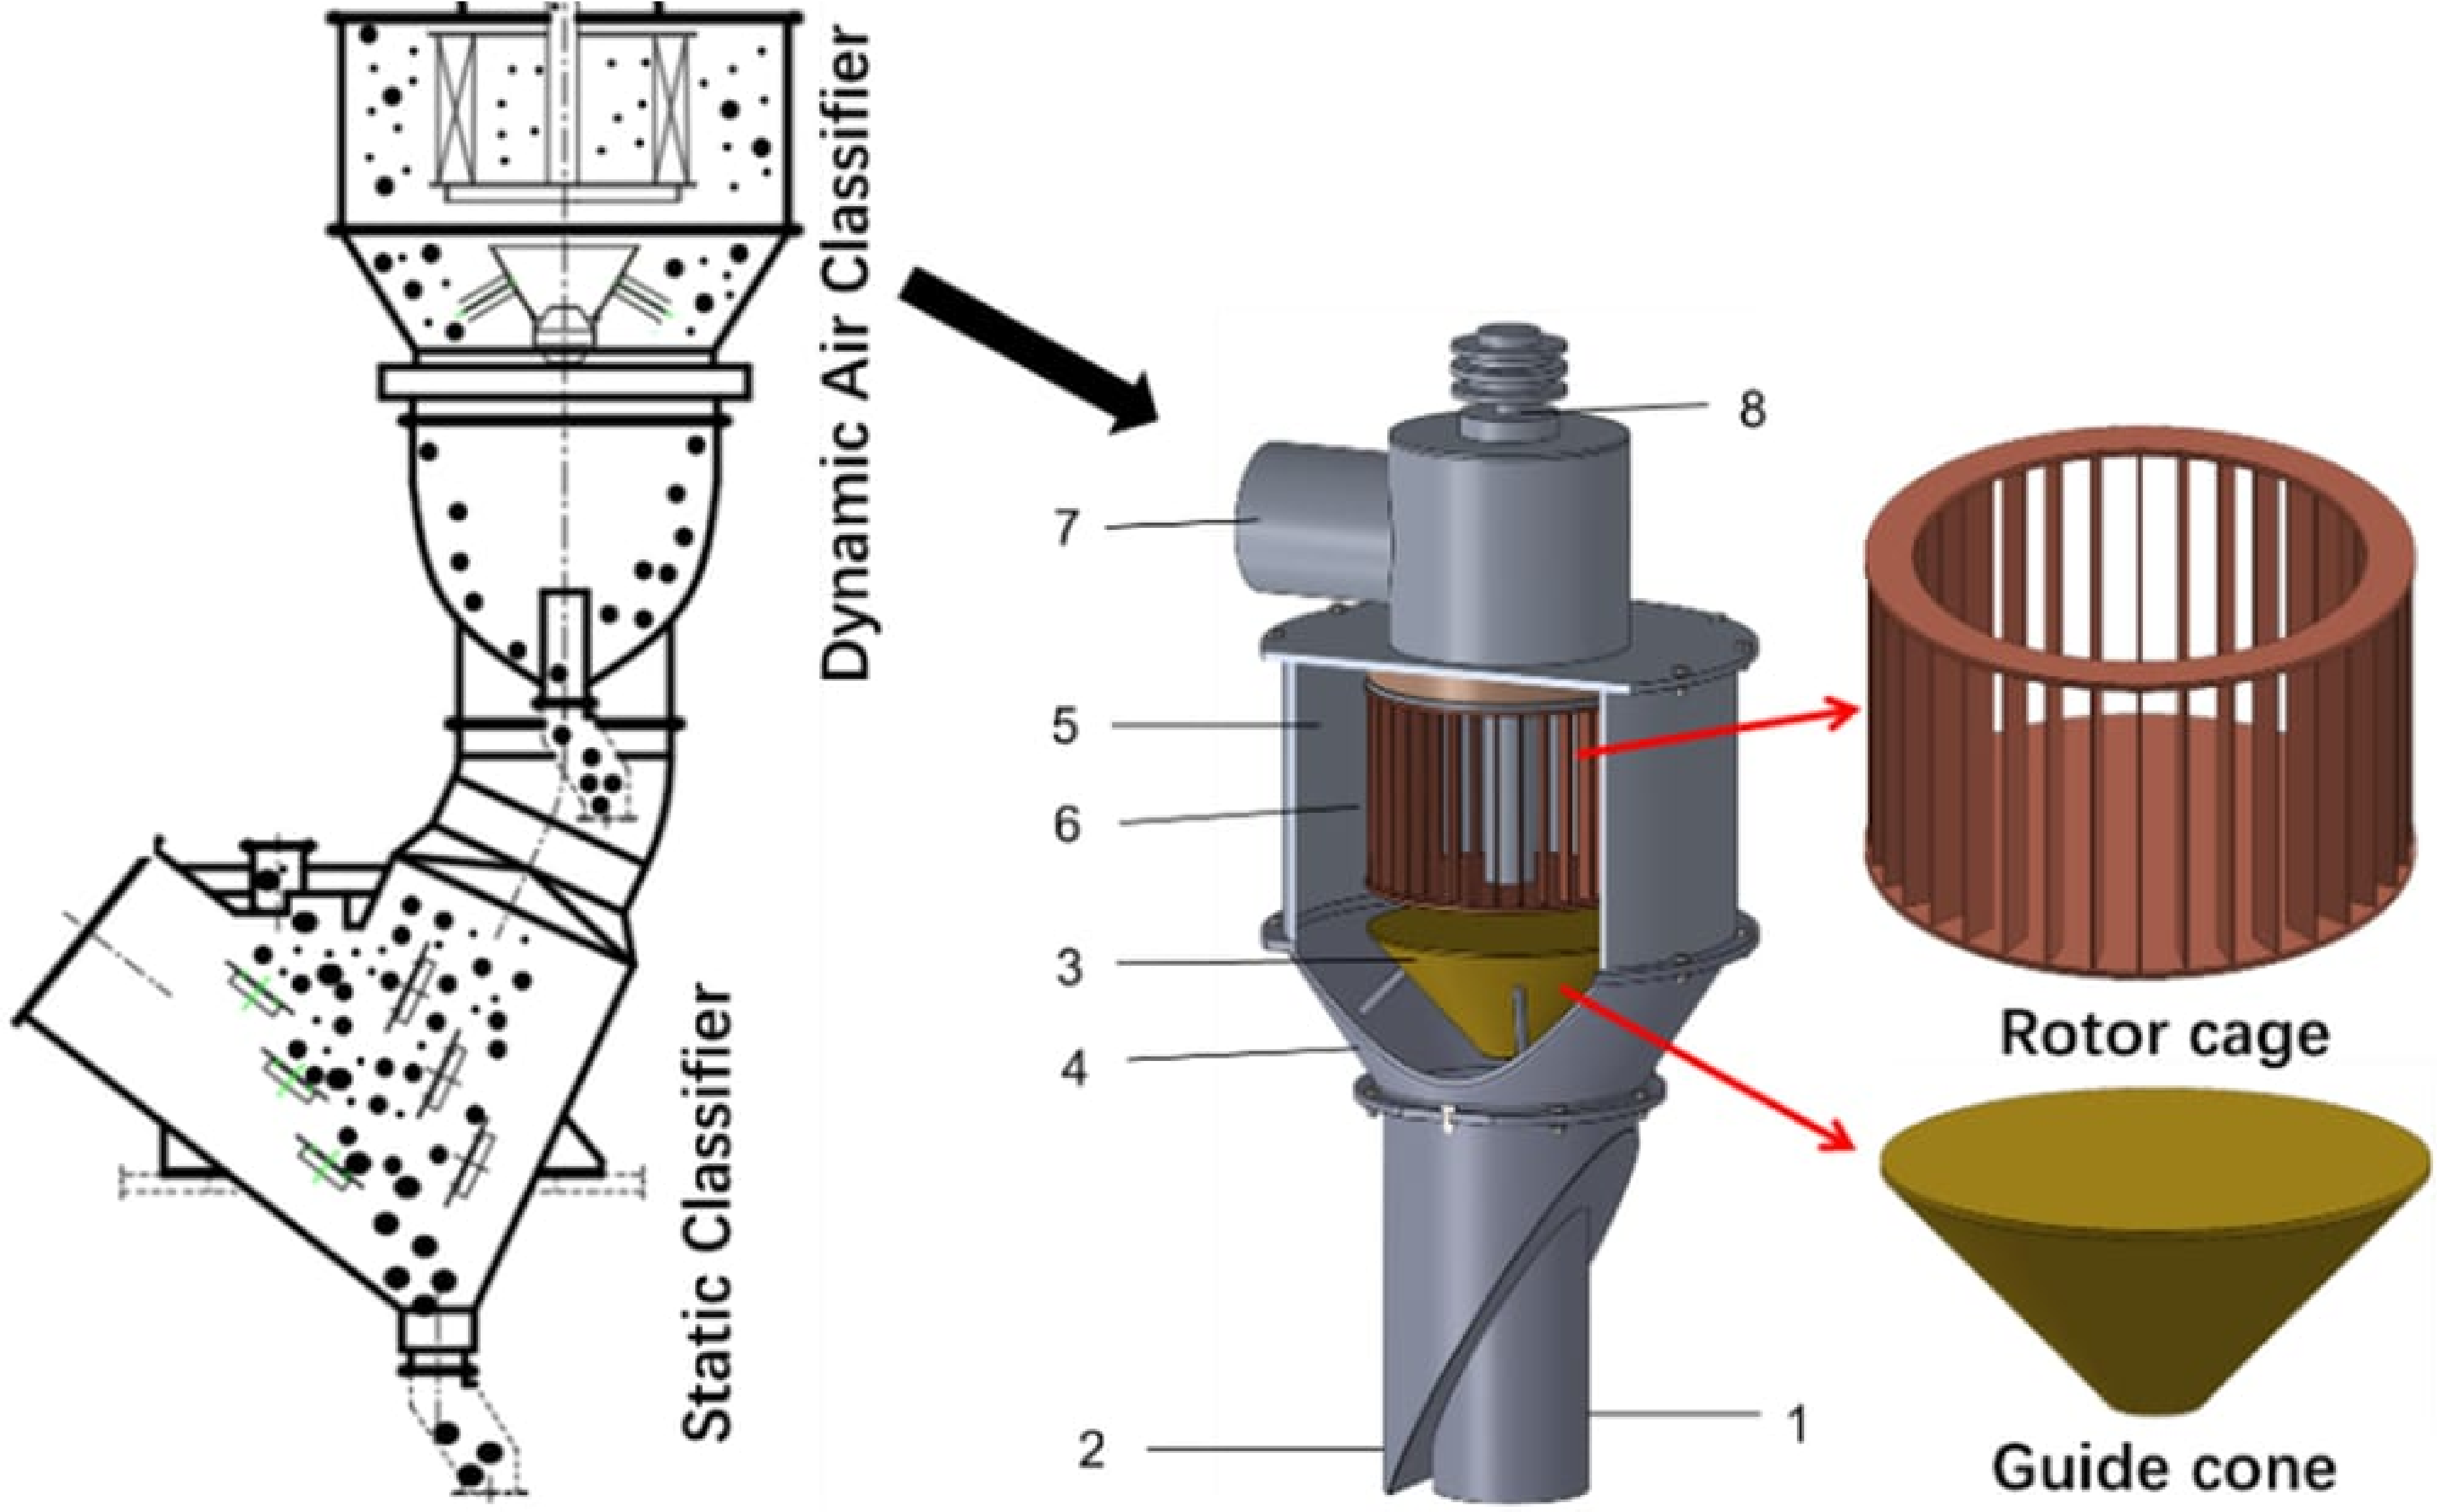 Dynamic Air Classifier
Static Classifier
8
7
5
6
3
4
2
1
Rotor cage
Guide cone